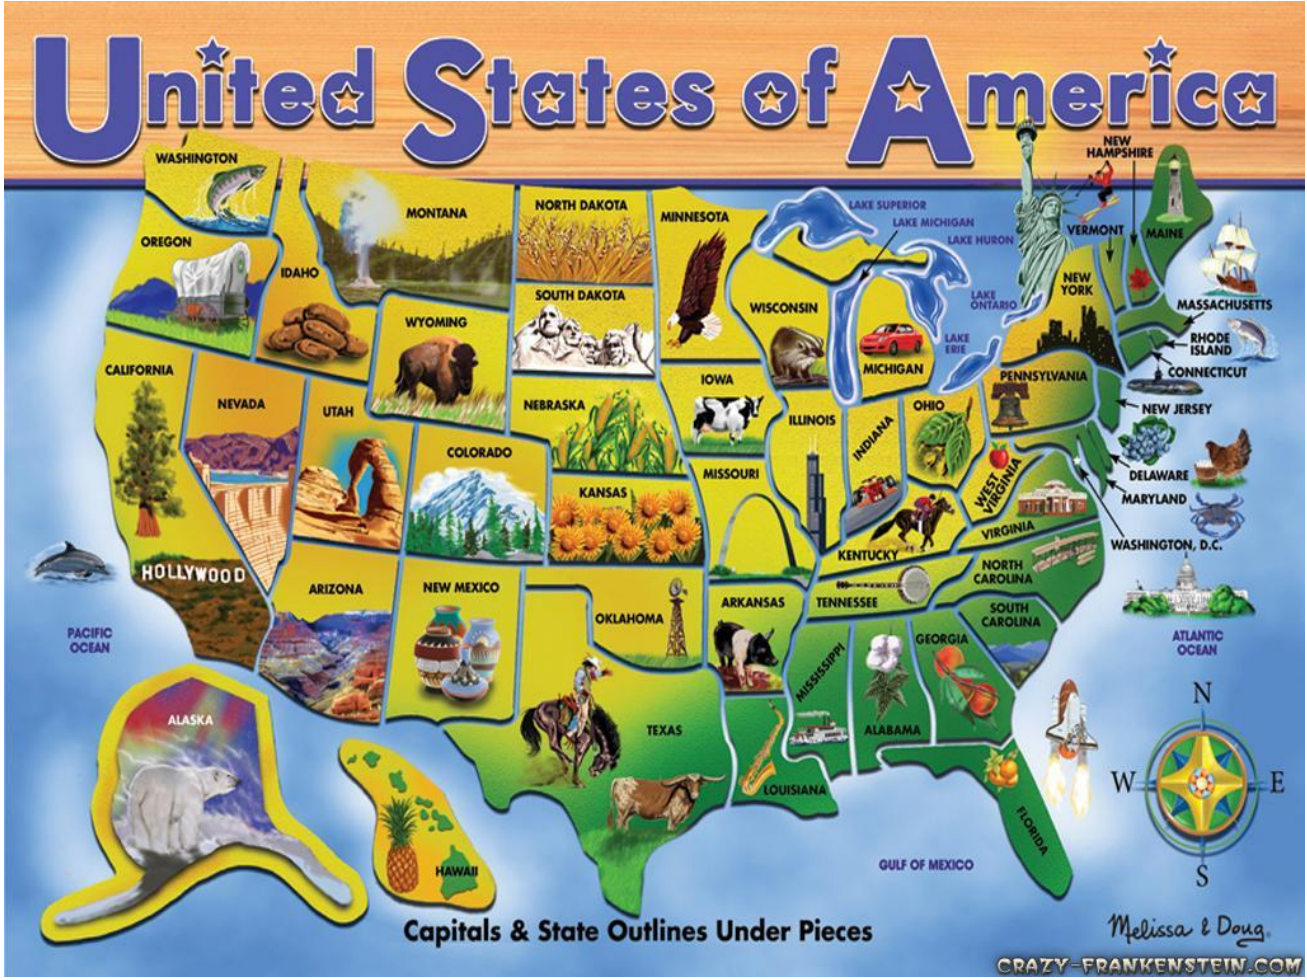 United States of America
WASHINGTON
MONTANA
NORTH DAKOTA
MINNESOTA
LAKE SUPERIOR
LAKE MICHIGAN
LAKE HURON
NEW
HAMPSHIRE
VERMONT
MAINE
OREGON
IDAHO
SOUTH DAKOTA
WISCONSIN
LAKE
ONTARIO
NEW
YORK
MASSACHUSETTS
WYOMING
LAKE
ERIE
RHODE
ISLAND
CALIFORNIA
IOWA
MICHIGAN
PENNSYLVANIA
CONNECTICUT
NEVADA
UTAH
NEBRASKA
ILLINOIS
INDIANA
OHIO
NEW JERSEY
COLORADO
MISSOURI
WEST
VIRGINIA
DELAWARE
KANSAS
MARYLAND
VIRGINIA
WASHINGTON, D.C.
HOLLYWOOD
KENTUCKY
NORTH
CAROLINA
ARIZONA
NEW MEXICO
OKLAHOMA
ARKANSAS
TENNESSEE
SOUTH
CAROLINA
PACIFIC
OCEAN
MISSISSIPPI
GEORGIA
ATLANTIC
OCEAN
N
ALASKA
TEXAS
ALABAMA
W
E
LOUISIANA
FLORIDA
HAWAII
GULF OF MEXICO
S
Capitals & State Outlines Under Pieces
Melissa & Doug®
CRAZY-FRANKENSTEIN.COM